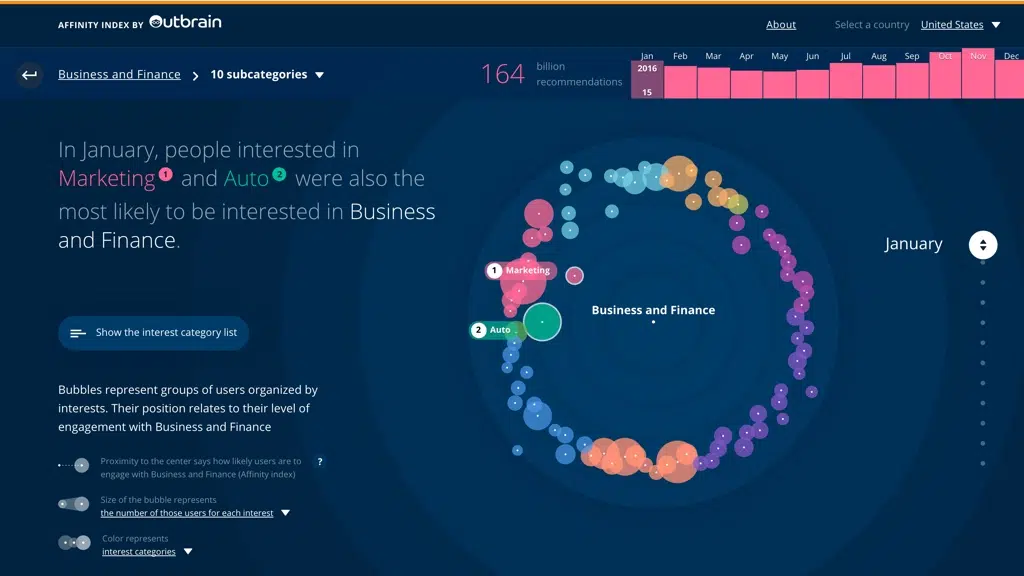 AFFINITY INDEX BY Outbrain
About
Select a country United States
Business and Finance > 10 subcategories
164 billion recommendations
Jan Feb Mar Apr May Jun Jul Aug Sep Oct Nov Dec
2016
15
In January, people interested in
Marketing 1 and Auto 2 were also the
most likely to be interested in Business
and Finance.
January
1 Marketing
Business and Finance
2 Auto
Show the interest category list
Bubbles represent groups of users organized by
interests. Their position relates to their level of
engagement with Business and Finance
Proximity to the center says how likely users are to
engage with Business and Finance (Affinity index)
?
Size of the bubble represents
the number of those users for each interest
Color represents
interest categories